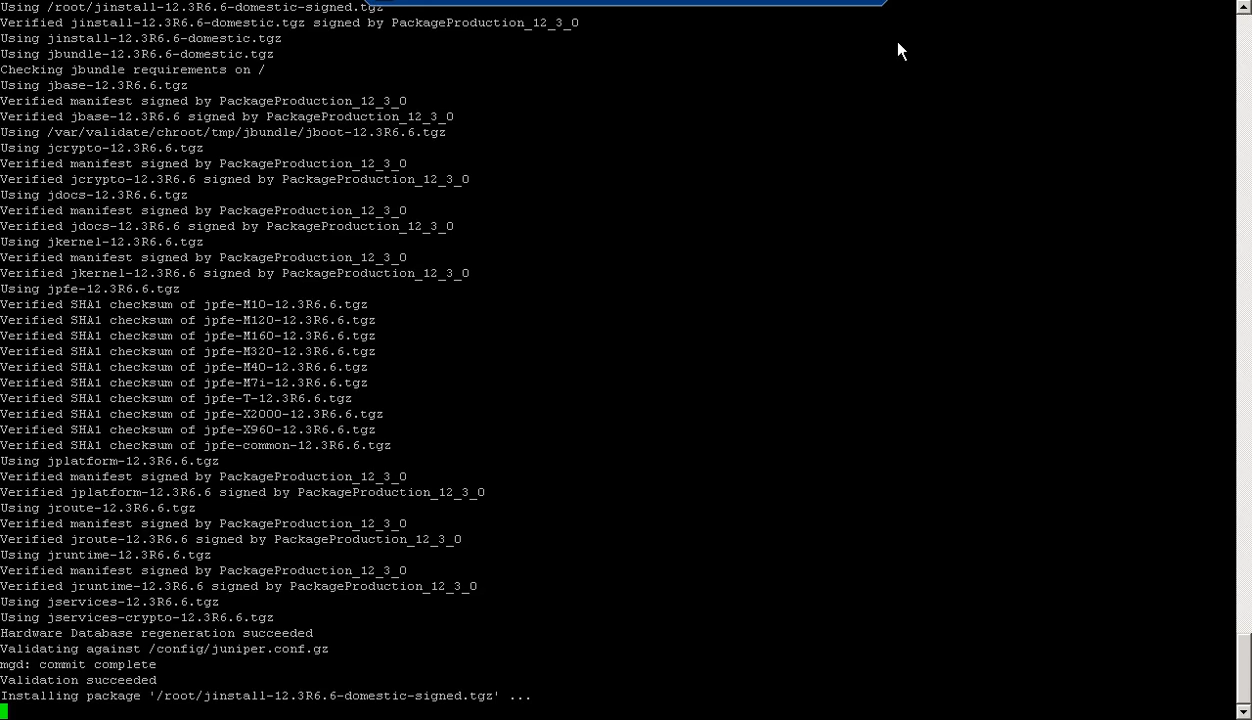 Using /root/jinstall-12.3R6.6-domestic-signed.tgz
Verified jinstall-12.3R6.6-domestic.tgz signed by PackageProduction_12_3_0
Using jinstall-12.3R6.6-domestic.tgz
Using jbundle-12.3R6.6-domestic.tgz
Checking jbundle requirements on /
Using jbase-12.3R6.6.tgz
Verified manifest signed by PackageProduction_12_3_0
Verified jbase-12.3R6.6 signed by PackageProduction_12_3_0
Using /var/validate/chroot/tmp/jbundle/jboot-12.3R6.6.tgz
Using jcrypto-12.3R6.6.tgz
Verified manifest signed by PackageProduction_12_3_0
Verified jcrypto-12.3R6.6 signed by PackageProduction_12_3_0
Using jdocs-12.3R6.6.tgz
Verified manifest signed by PackageProduction_12_3_0
Verified jdocs-12.3R6.6 signed by PackageProduction_12_3_0
Using jkernel-12.3R6.6.tgz
Verified manifest signed by PackageProduction_12_3_0
Verified jkernel-12.3R6.6 signed by PackageProduction_12_3_0
Using jpfe-12.3R6.6.tgz
Verified SHA1 checksum of jpfe-M10-12.3R6.6.tgz
Verified SHA1 checksum of jpfe-M120-12.3R6.6.tgz
Verified SHA1 checksum of jpfe-M160-12.3R6.6.tgz
Verified SHA1 checksum of jpfe-M320-12.3R6.6.tgz
Verified SHA1 checksum of jpfe-M40-12.3R6.6.tgz
Verified SHA1 checksum of jpfe-M7i-12.3R6.6.tgz
Verified SHA1 checksum of jpfe-T-12.3R6.6.tgz
Verified SHA1 checksum of jpfe-X2000-12.3R6.6.tgz
Verified SHA1 checksum of jpfe-X960-12.3R6.6.tgz
Verified SHA1 checksum of jpfe-common-12.3R6.6.tgz
Using jplatform-12.3R6.6.tgz
Verified manifest signed by PackageProduction_12_3_0
Verified jplatform-12.3R6.6 signed by PackageProduction_12_3_0
Using jroute-12.3R6.6.tgz
Verified manifest signed by PackageProduction_12_3_0
Verified jroute-12.3R6.6 signed by PackageProduction_12_3_0
Using jruntime-12.3R6.6.tgz
Verified manifest signed by PackageProduction_12_3_0
Verified jruntime-12.3R6.6 signed by PackageProduction_12_3_0
Using jservices-12.3R6.6.tgz
Using jservices-crypto-12.3R6.6.tgz
Hardware Database regeneration succeeded
Validating against /config/juniper.conf.gz
mgd: commit complete
Validation succeeded
Installing package '/root/jinstall-12.3R6.6-domestic-signed.tgz' ...